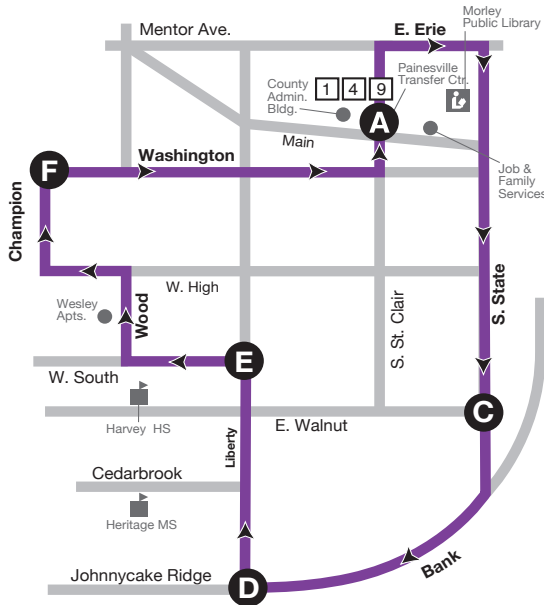 Morley
Public Library
Mentor Ave.
E. Erie
Painesville
Transfer Ctr.
County
Admin.
Bldg.
1 4 9
A
Main
Washington
Job &
Family
Services
F
Champion
W. High
Wesley
Apts.
Wood
S. St. Clair
S. State
E
W. South
C
Harvey HS
E. Walnut
Liberty
Cedarbrook
Heritage MS
Bank
Johnnycake Ridge
D